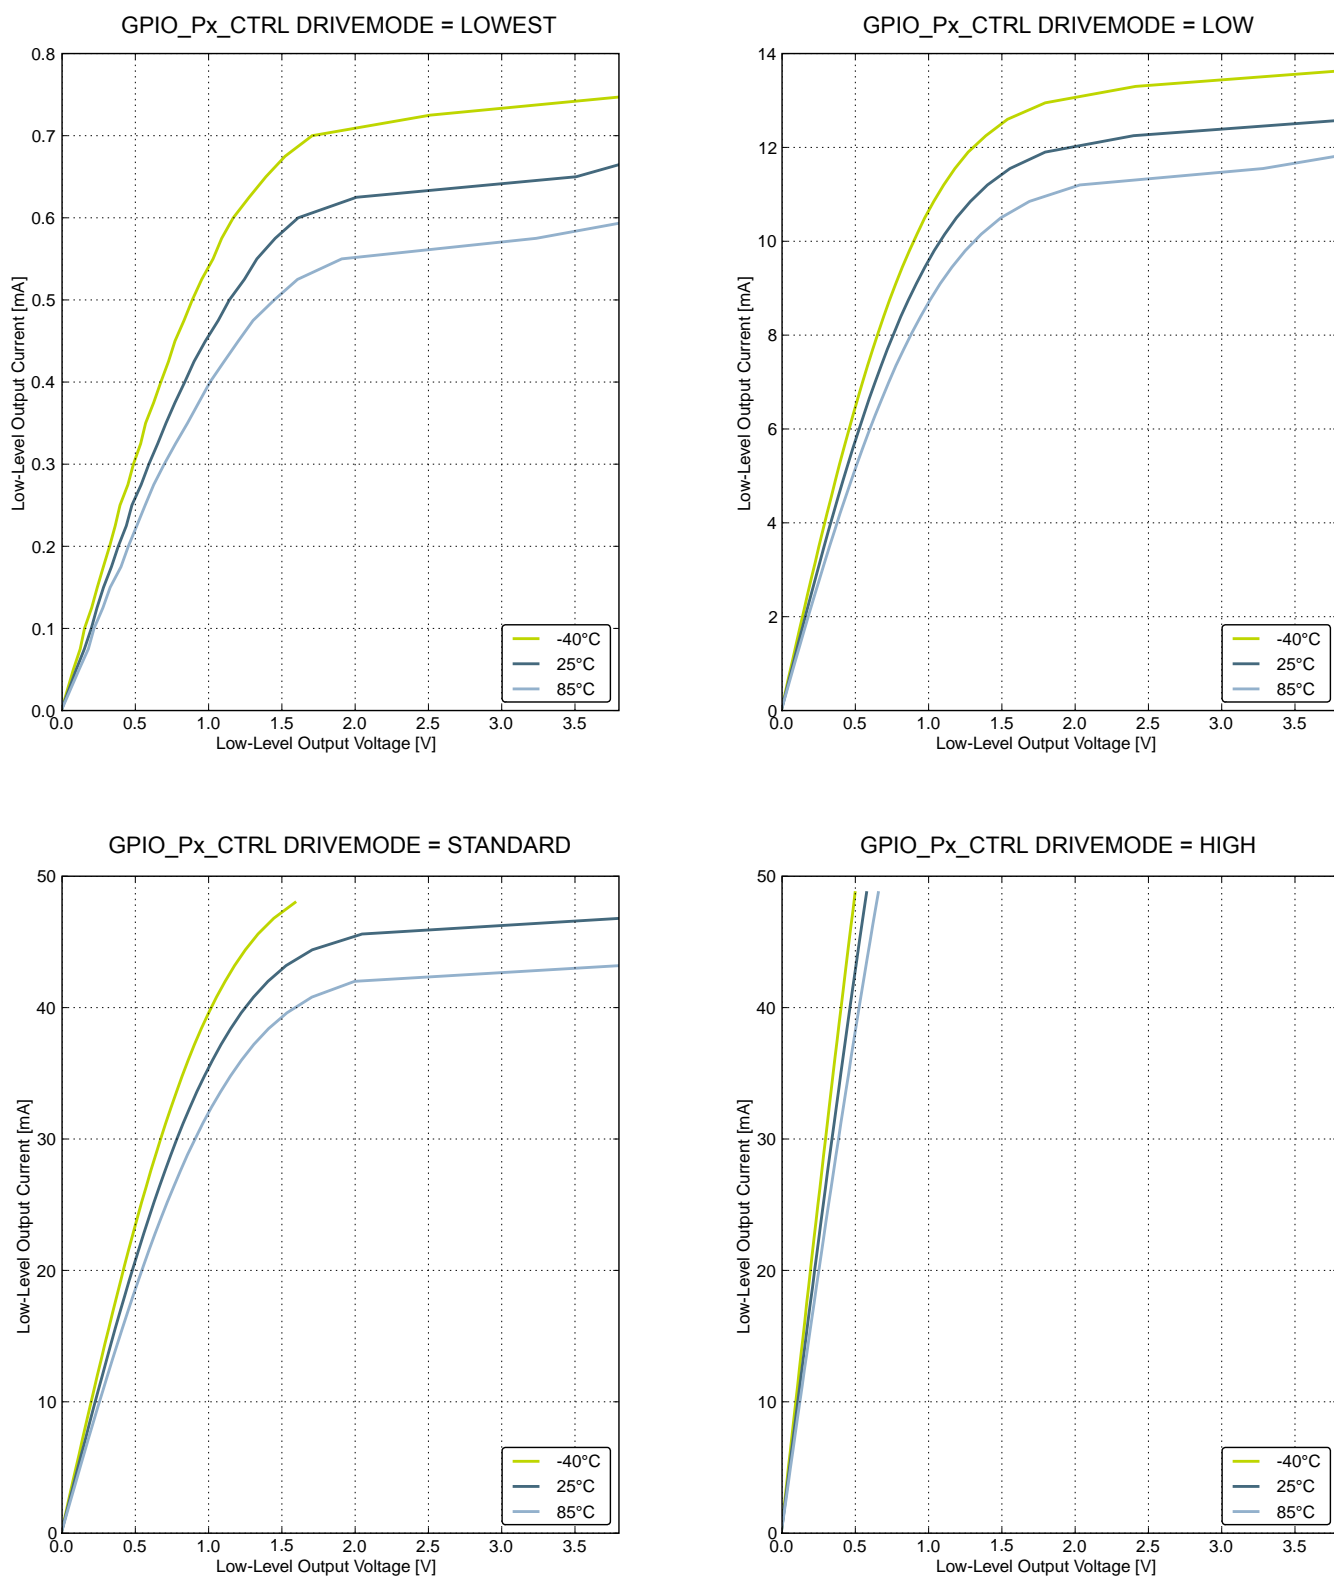 GPIO_Px_CTRL DRIVEMODE = LOWEST
0.8
0.7
0.6
0.5
0.4
0.3
0.2
0.1
0.0
Low-Level Output Current [mA]
-40°C
25°C
85°C
0.0 0.5 1.0 1.5 2.0 2.5 3.0 3.5
Low-Level Output Voltage [V]
GPIO_Px_CTRL DRIVEMODE = LOW
14
12
10
8
6
4
2
0
Low-Level Output Current [mA]
-40°C
25°C
85°C
0.0 0.5 1.0 1.5 2.0 2.5 3.0 3.5
Low-Level Output Voltage [V]
GPIO_Px_CTRL DRIVEMODE = STANDARD
50
40
30
20
10
0
Low-Level Output Current [mA]
-40°C
25°C
85°C
0.0 0.5 1.0 1.5 2.0 2.5 3.0 3.5
Low-Level Output Voltage [V]
GPIO_Px_CTRL DRIVEMODE = HIGH
50
40
30
20
10
0
Low-Level Output Current [mA]
-40°C
25°C
85°C
0.0 0.5 1.0 1.5 2.0 2.5 3.0 3.5
Low-Level Output Voltage [V]